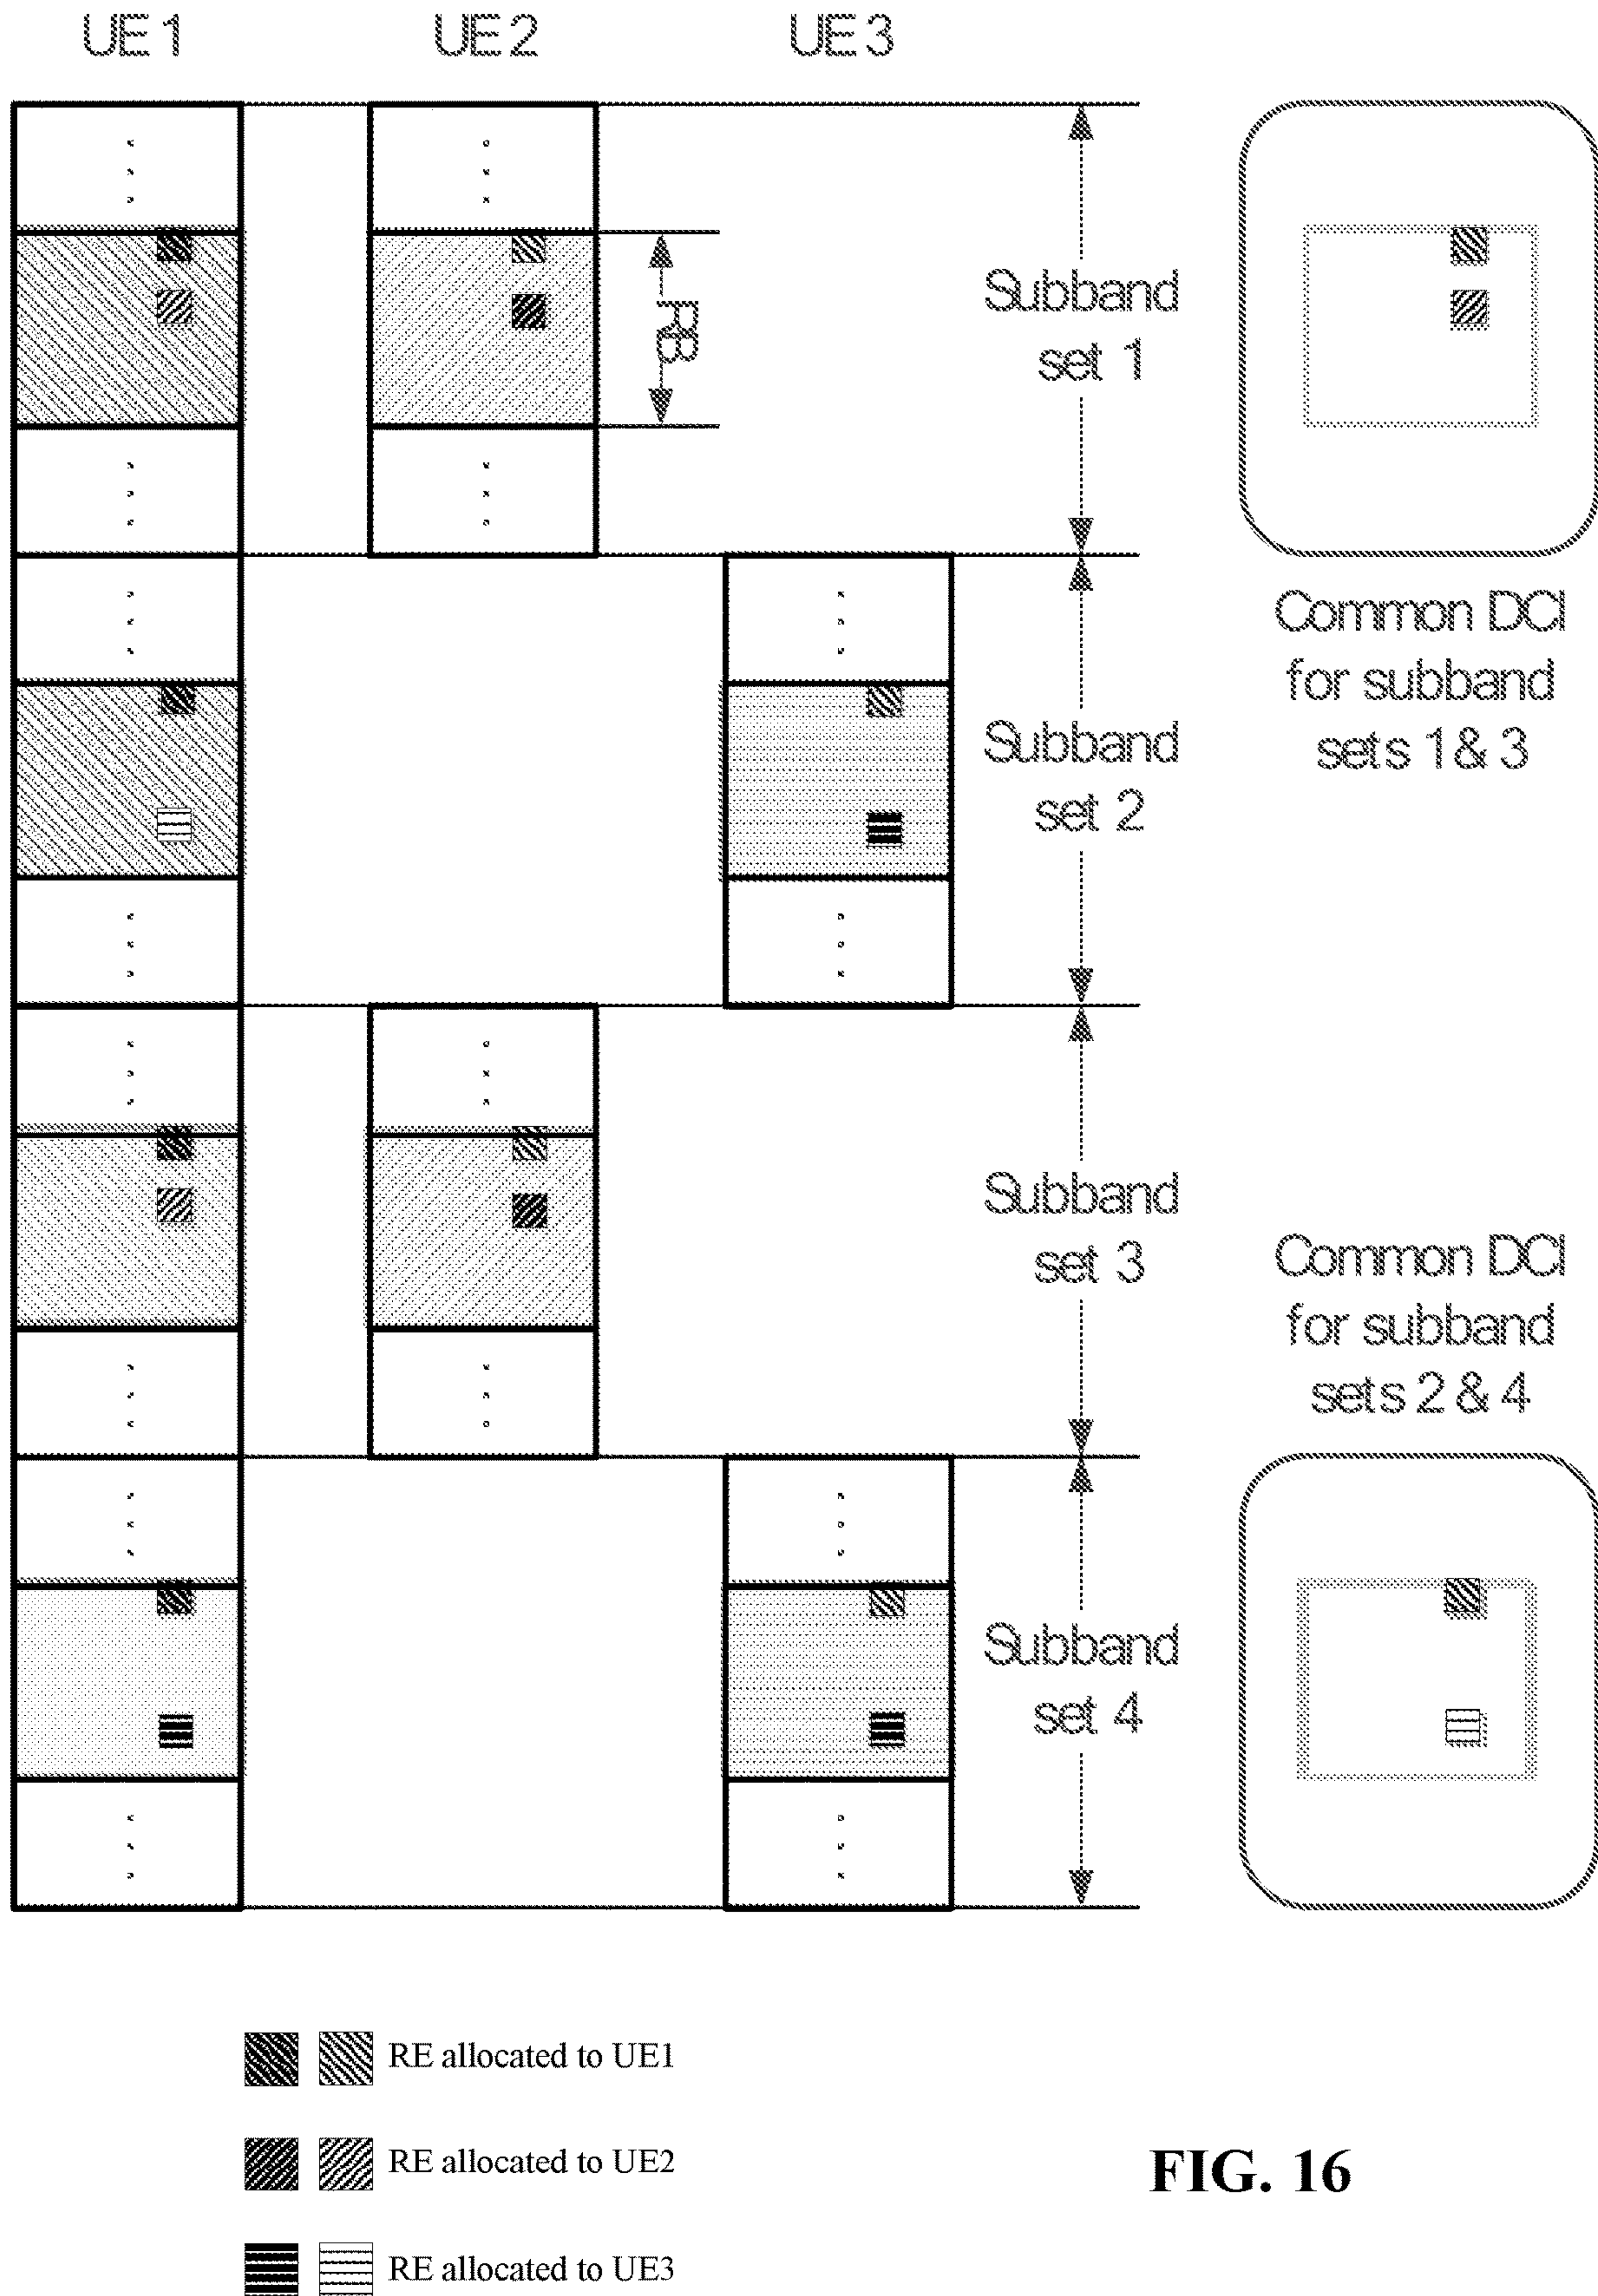 UE 1 UE 2 UE 3
RB
Subband
set 1
Common DCI
for subband
sets 1 & 3
Subband
set 2
Subband
set 3
Common DCI
for subband
sets 2 & 4
Subband
set 4
RE allocated to UE1
RE allocated to UE2
RE allocated to UE3
FIG. 16